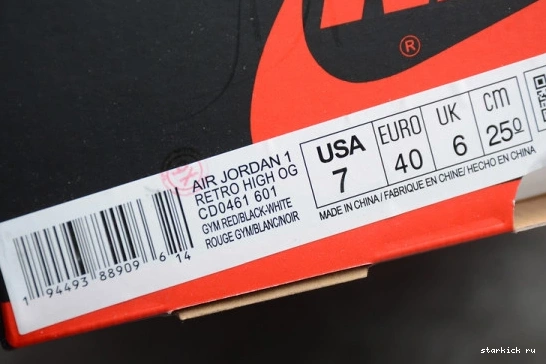 ®
AIR JORDAN 1
RETRO HIGH OG
CD0461 601
GYM RED/BLACK-WHITE
ROUGE GYM/BLANC/NOIR
USA
7
EURO
40
UK
6
cm
25º
MADE IN CHINA / FABRIQUE EN CHINE/ HECHO EN CHINA
1 94493 88909 6 14
starkick ru